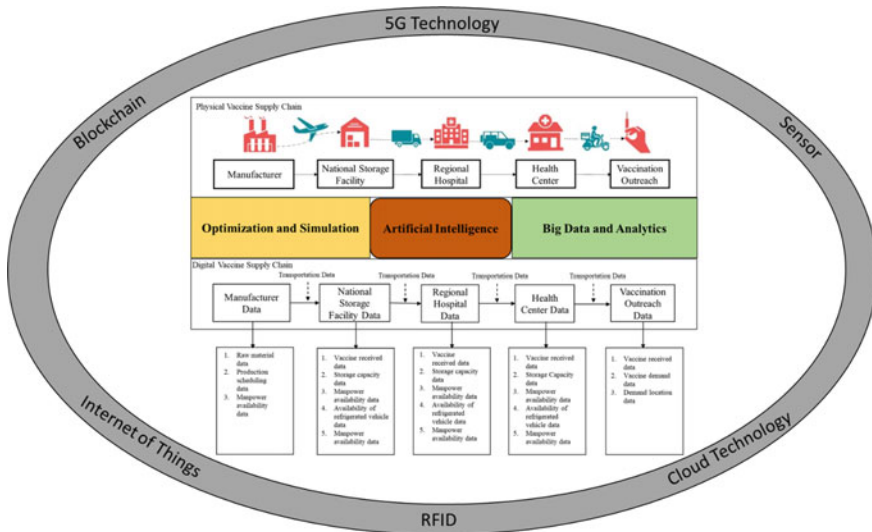 5G Technology
Blockchain
Sensor
Physical Vaccine Supply Chain
Manufacturer
National Storage
Facility
Regional
Hospital
Health
Center
Vaccination
Outreach
Optimization and Simulation
Artificial Intelligence
Big Data and Analytics
Digital Vaccine Supply Chain
Transportation Data
Transportation Data
Transportation Data
Transportation Data
Manufacturer
Data
National
Storage
Facility Data
Regional
Hospital
Data
Health
Center Data
Vaccination
Outreach
Data
1. Raw material
data
2. Production
scheduling
data
3. Manpower
availability
data
1. Vaccine
received data
2. Storage capacity
data
3. Manpower
availability data
4. Availability of
refrigerated vehicle
data
5. Manpower
availability data
1. Vaccine
received data
2. Storage capacity
data
3. Manpower
availability data
4. Availability of
refrigerated
vehicle data
5. Manpower
availability data
1. Vaccine
received data
2. Storage Capacity
data
3. Manpower
availability data
4. Availability of
refrigerated
vehicle data
5. Manpower
availability data
1. Vaccine
received data
2. Vaccine demand
data
3. Demand location
data
Internet of Things
Cloud Technology
RFID